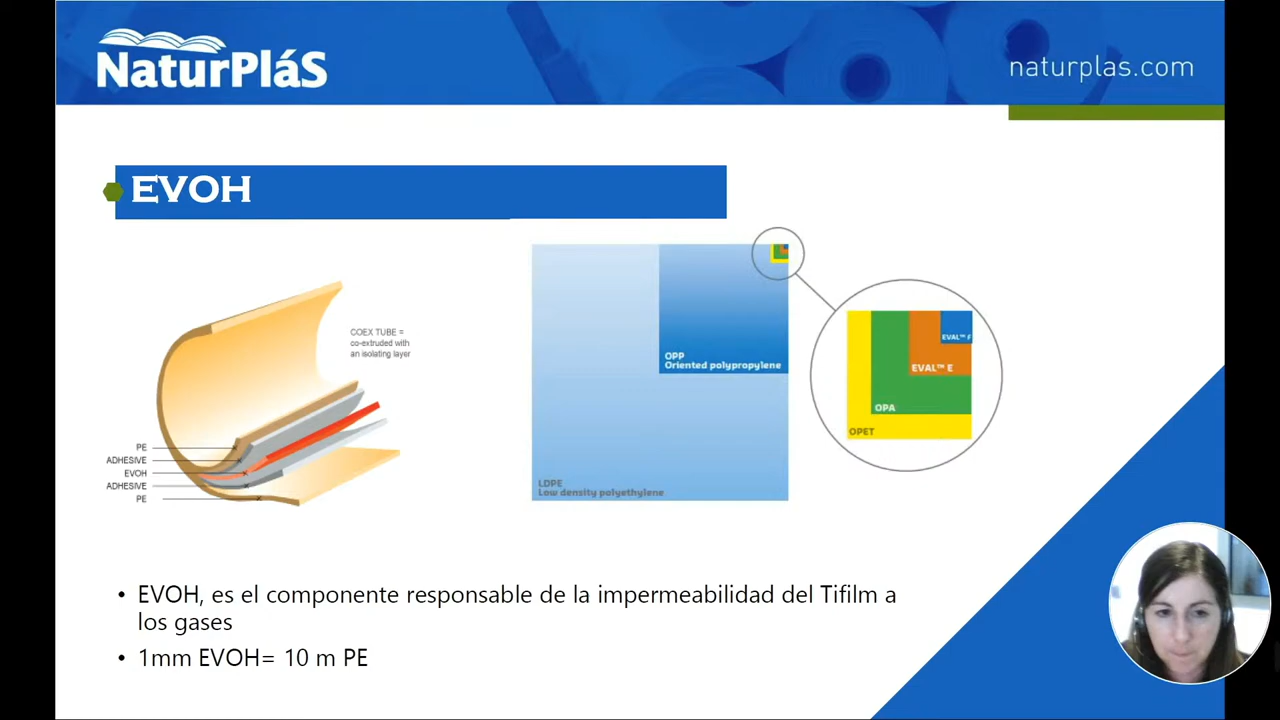 NaturPláS
naturplas.com
EVOH
COEX TUBE =
co-extruded with
an isolating layer
PE
ADHESIVE
EVOH
ADHESIVE
PE
OPP
Oriented polypropylene
LDPE
Low density polyethylene
EVAL™ F
EVAL™ E
OPA
OPET
• EVOH, es el componente responsable de la impermeabilidad del Tifilm a
los gases
• 1mm EVOH= 10 m PE